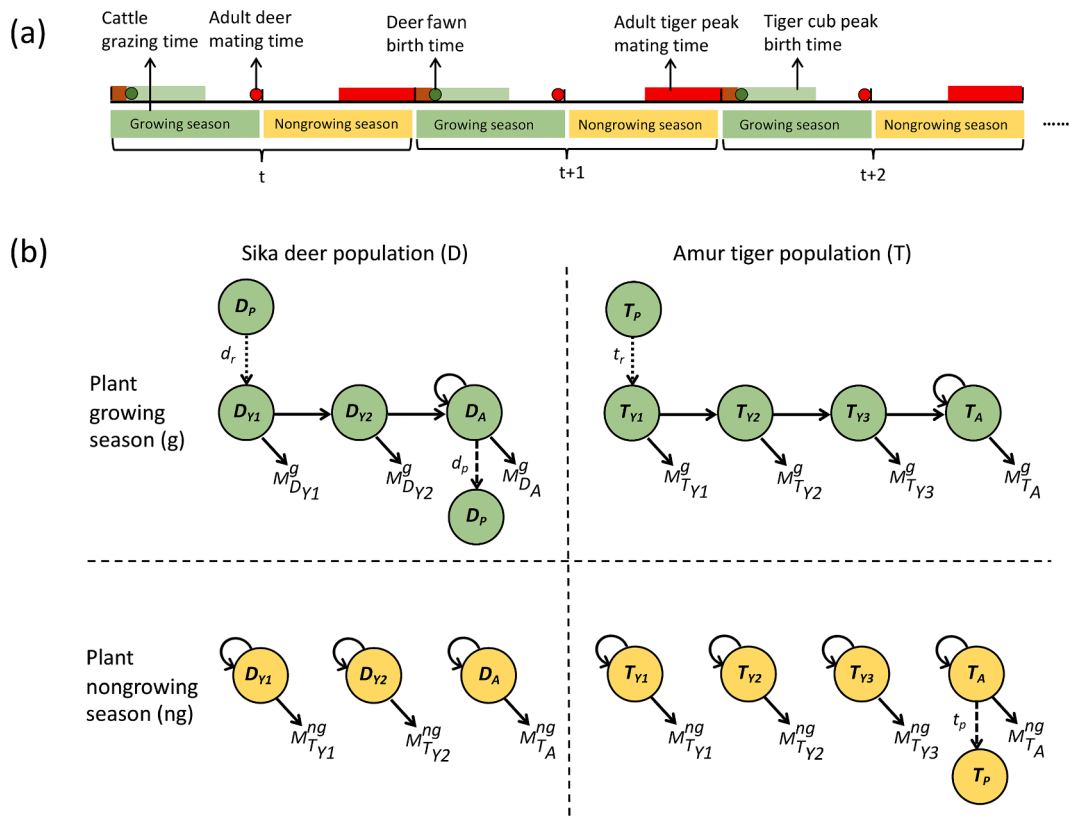 (a)
Cattle
grazing time
Adult deer
mating time
Deer fawn
birth time
Adult tiger peak
mating time
Tiger cub peak
birth time
Growing season
Nongrowing season
Growing season
Nongrowing season
Growing season
Nongrowing season
......
t
t+1
t+2
(b)
Sika deer population (D)
Amur tiger population (T)
D_P
T_P
d_r
t_r
Plant
growing
season (g)
D_Y1
D_Y2
D_A
T_Y1
T_Y2
T_Y3
T_A
d_p
M^g_D_Y1
M^g_D_Y2
M^g_D_A
M^g_T_Y1
M^g_T_Y2
M^g_T_Y3
M^g_T_A
D_P
Plant
nongrowing
season (ng)
D_Y1
D_Y2
D_A
T_Y1
T_Y2
T_Y3
T_A
t_p
M^ng_T_Y1
M^ng_T_Y2
M^ng_T_A
M^ng_T_Y1
M^ng_T_Y2
M^ng_T_Y3
M^ng_T_A
T_P